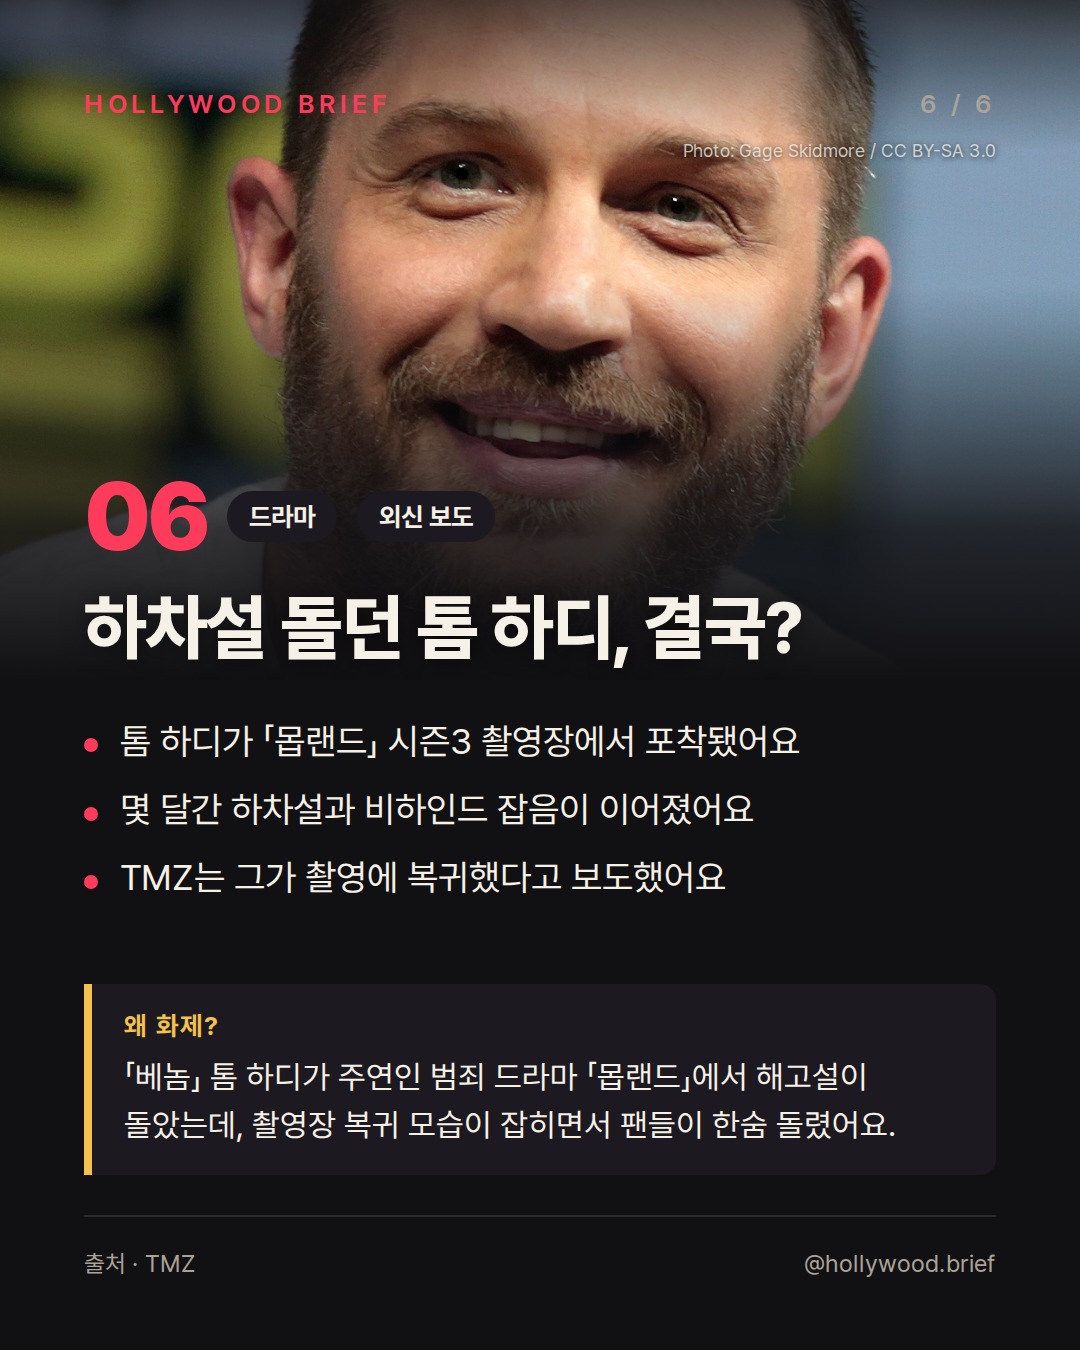 HOLLYWOOD BRIEF
6 / 6
Photo: Gage Skidmore / CC BY-SA 3.0
06 드라마 외신 보도
하차설 돌던 톰 하디, 결국?
톰 하디가 「몹랜드」 시즌3 촬영장에서 포착됐어요
몇 달간 하차설과 비하인드 잡음이 이어졌어요
TMZ는 그가 촬영에 복귀했다고 보도했어요
왜 화제?
「베놈」 톰 하디가 주연인 범죄 드라마 「몹랜드」에서 해고설이
돌았는데, 촬영장 복귀 모습이 잡히면서 팬들이 한숨 돌렸어요.
출처 · TMZ
@hollywood.brief